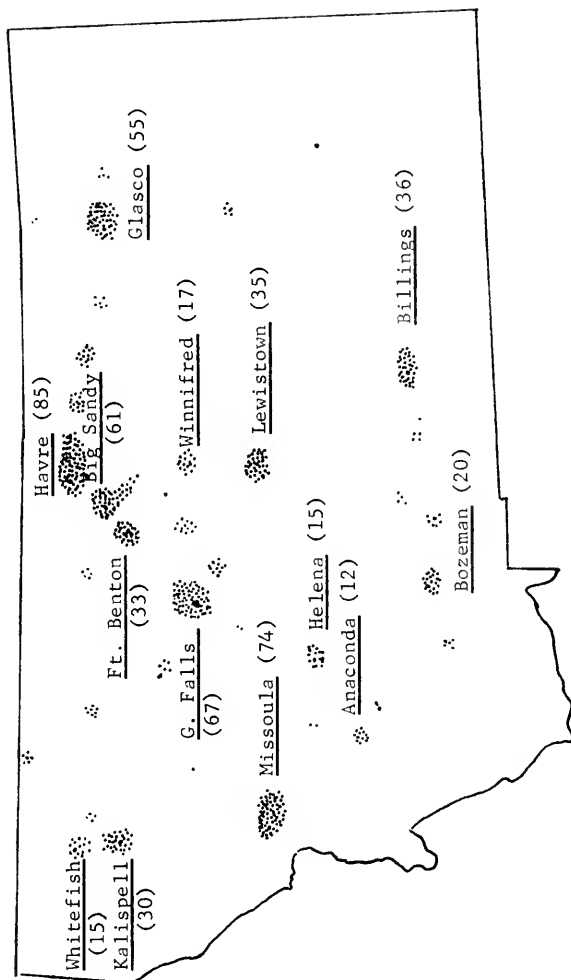 Havre (85)
Big Sandy
(61)
Glasco (55)
Ft. Benton
(33)
Whitefish
(15)
Kalispell
(30)
G. Falls
(67)
Winnifred (17)
Lewistown (35)
Missoula (74)
Helena (15)
Anaconda (12)
Billings (36)
Bozeman (20)